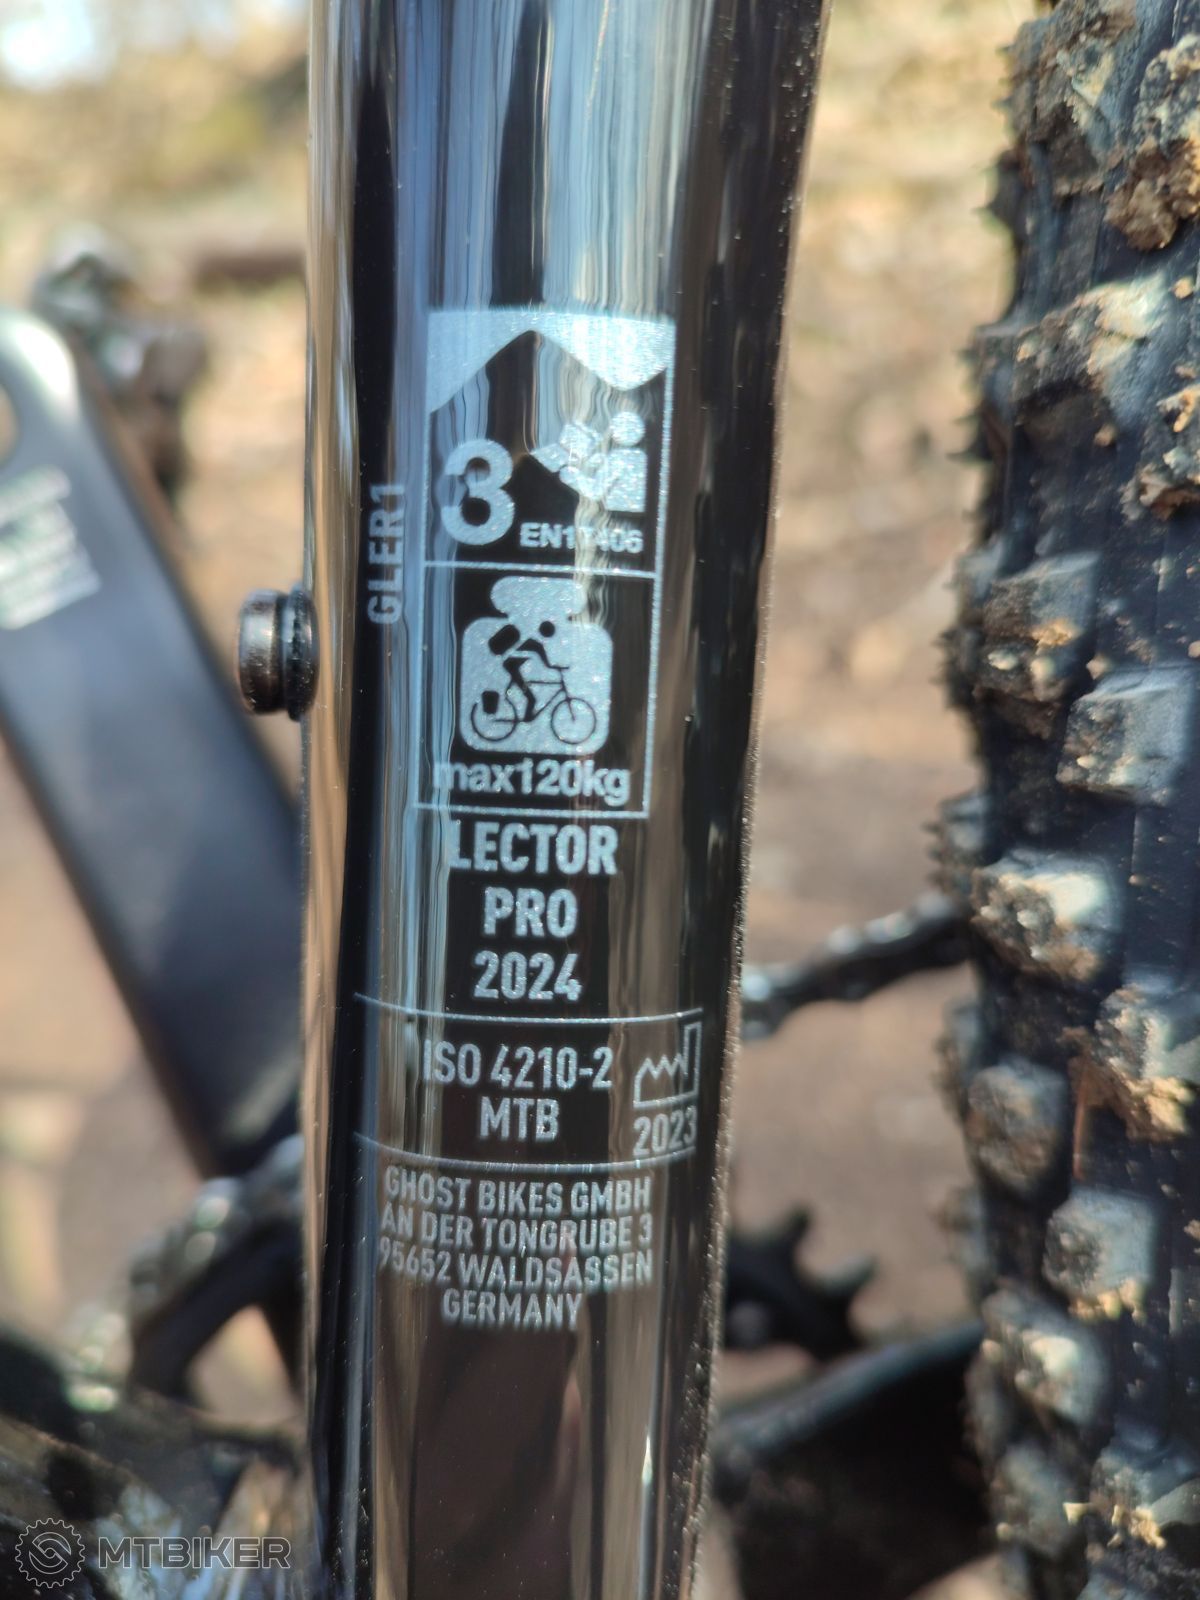 GLER1
3
EN17406
max120kg
LECTOR
PRO
2024
ISO 4210-2
MTB
2023
GHOST BIKES GMBH
AN DER TONGRUBE 3
95652 WALDSASSEN
GERMANY
MTBIKER